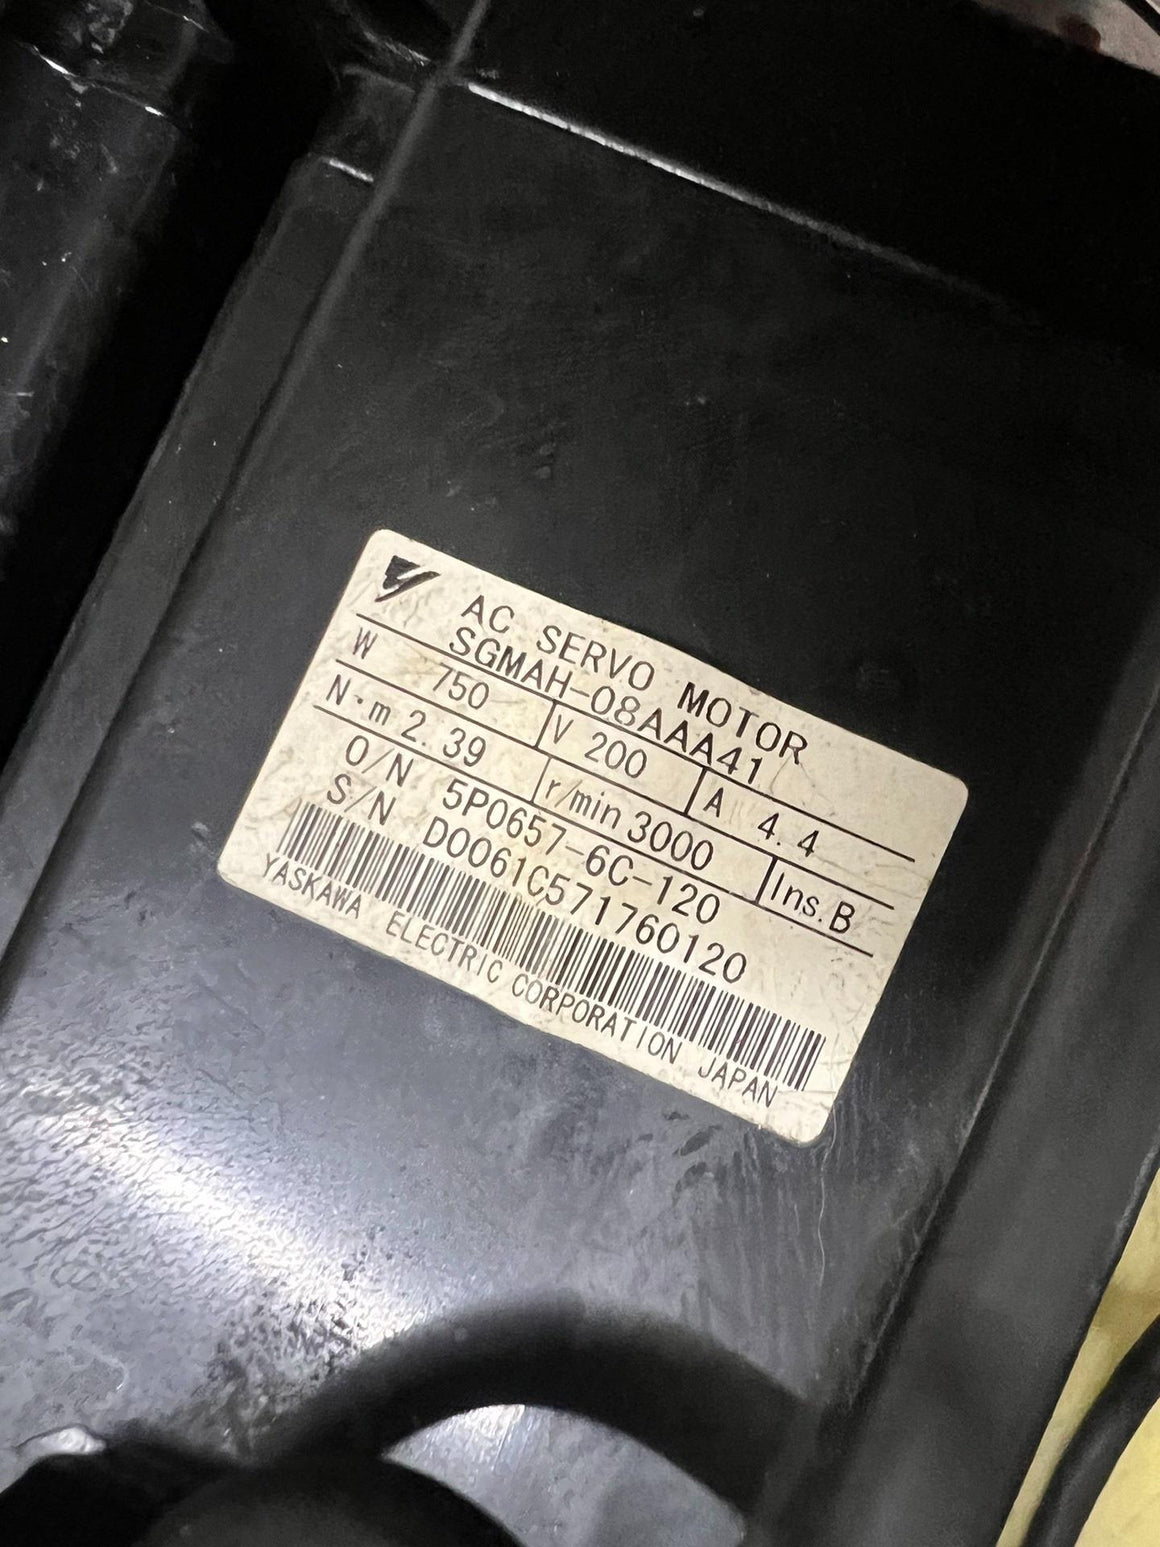 AC SERVO MOTOR
SGMAH-08AAA41
W 750 V 200 A 4.4
N·m 2.39 r/min 3000 Ins.B
O/N 5P0657-6C-120
S/N D0061C571760120
YASKAWA ELECTRIC CORPORATION JAPAN